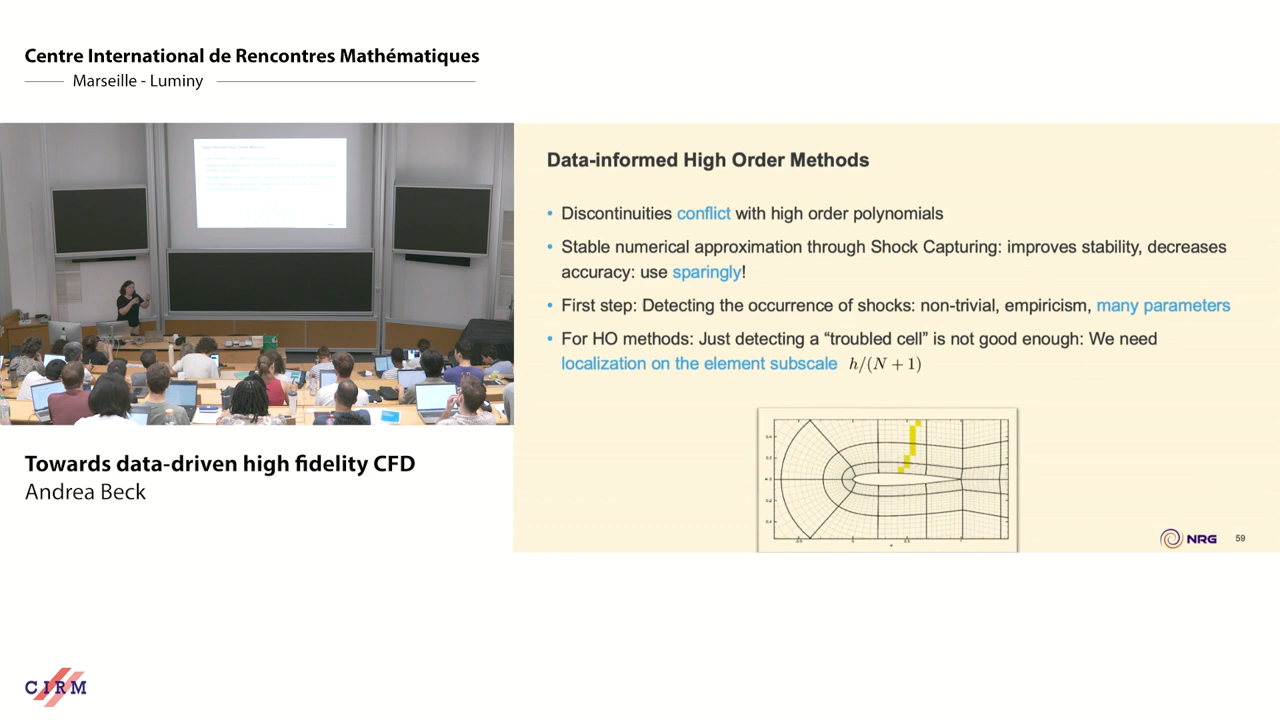 Centre International de Rencontres Mathématiques
Marseille - Luminy
Data-informed High Order Methods
• Discontinuities conflict with high order polynomials
• Stable numerical approximation through Shock Capturing: improves stability, decreases
accuracy: use sparingly!
• First step: Detecting the occurrence of shocks: non-trivial, empiricism, many parameters
• For HO methods: Just detecting a “troubled cell” is not good enough: We need
localization on the element subscale h/(N + 1)
NRG 59
Towards data-driven high fidelity CFD
Andrea Beck
CIRM